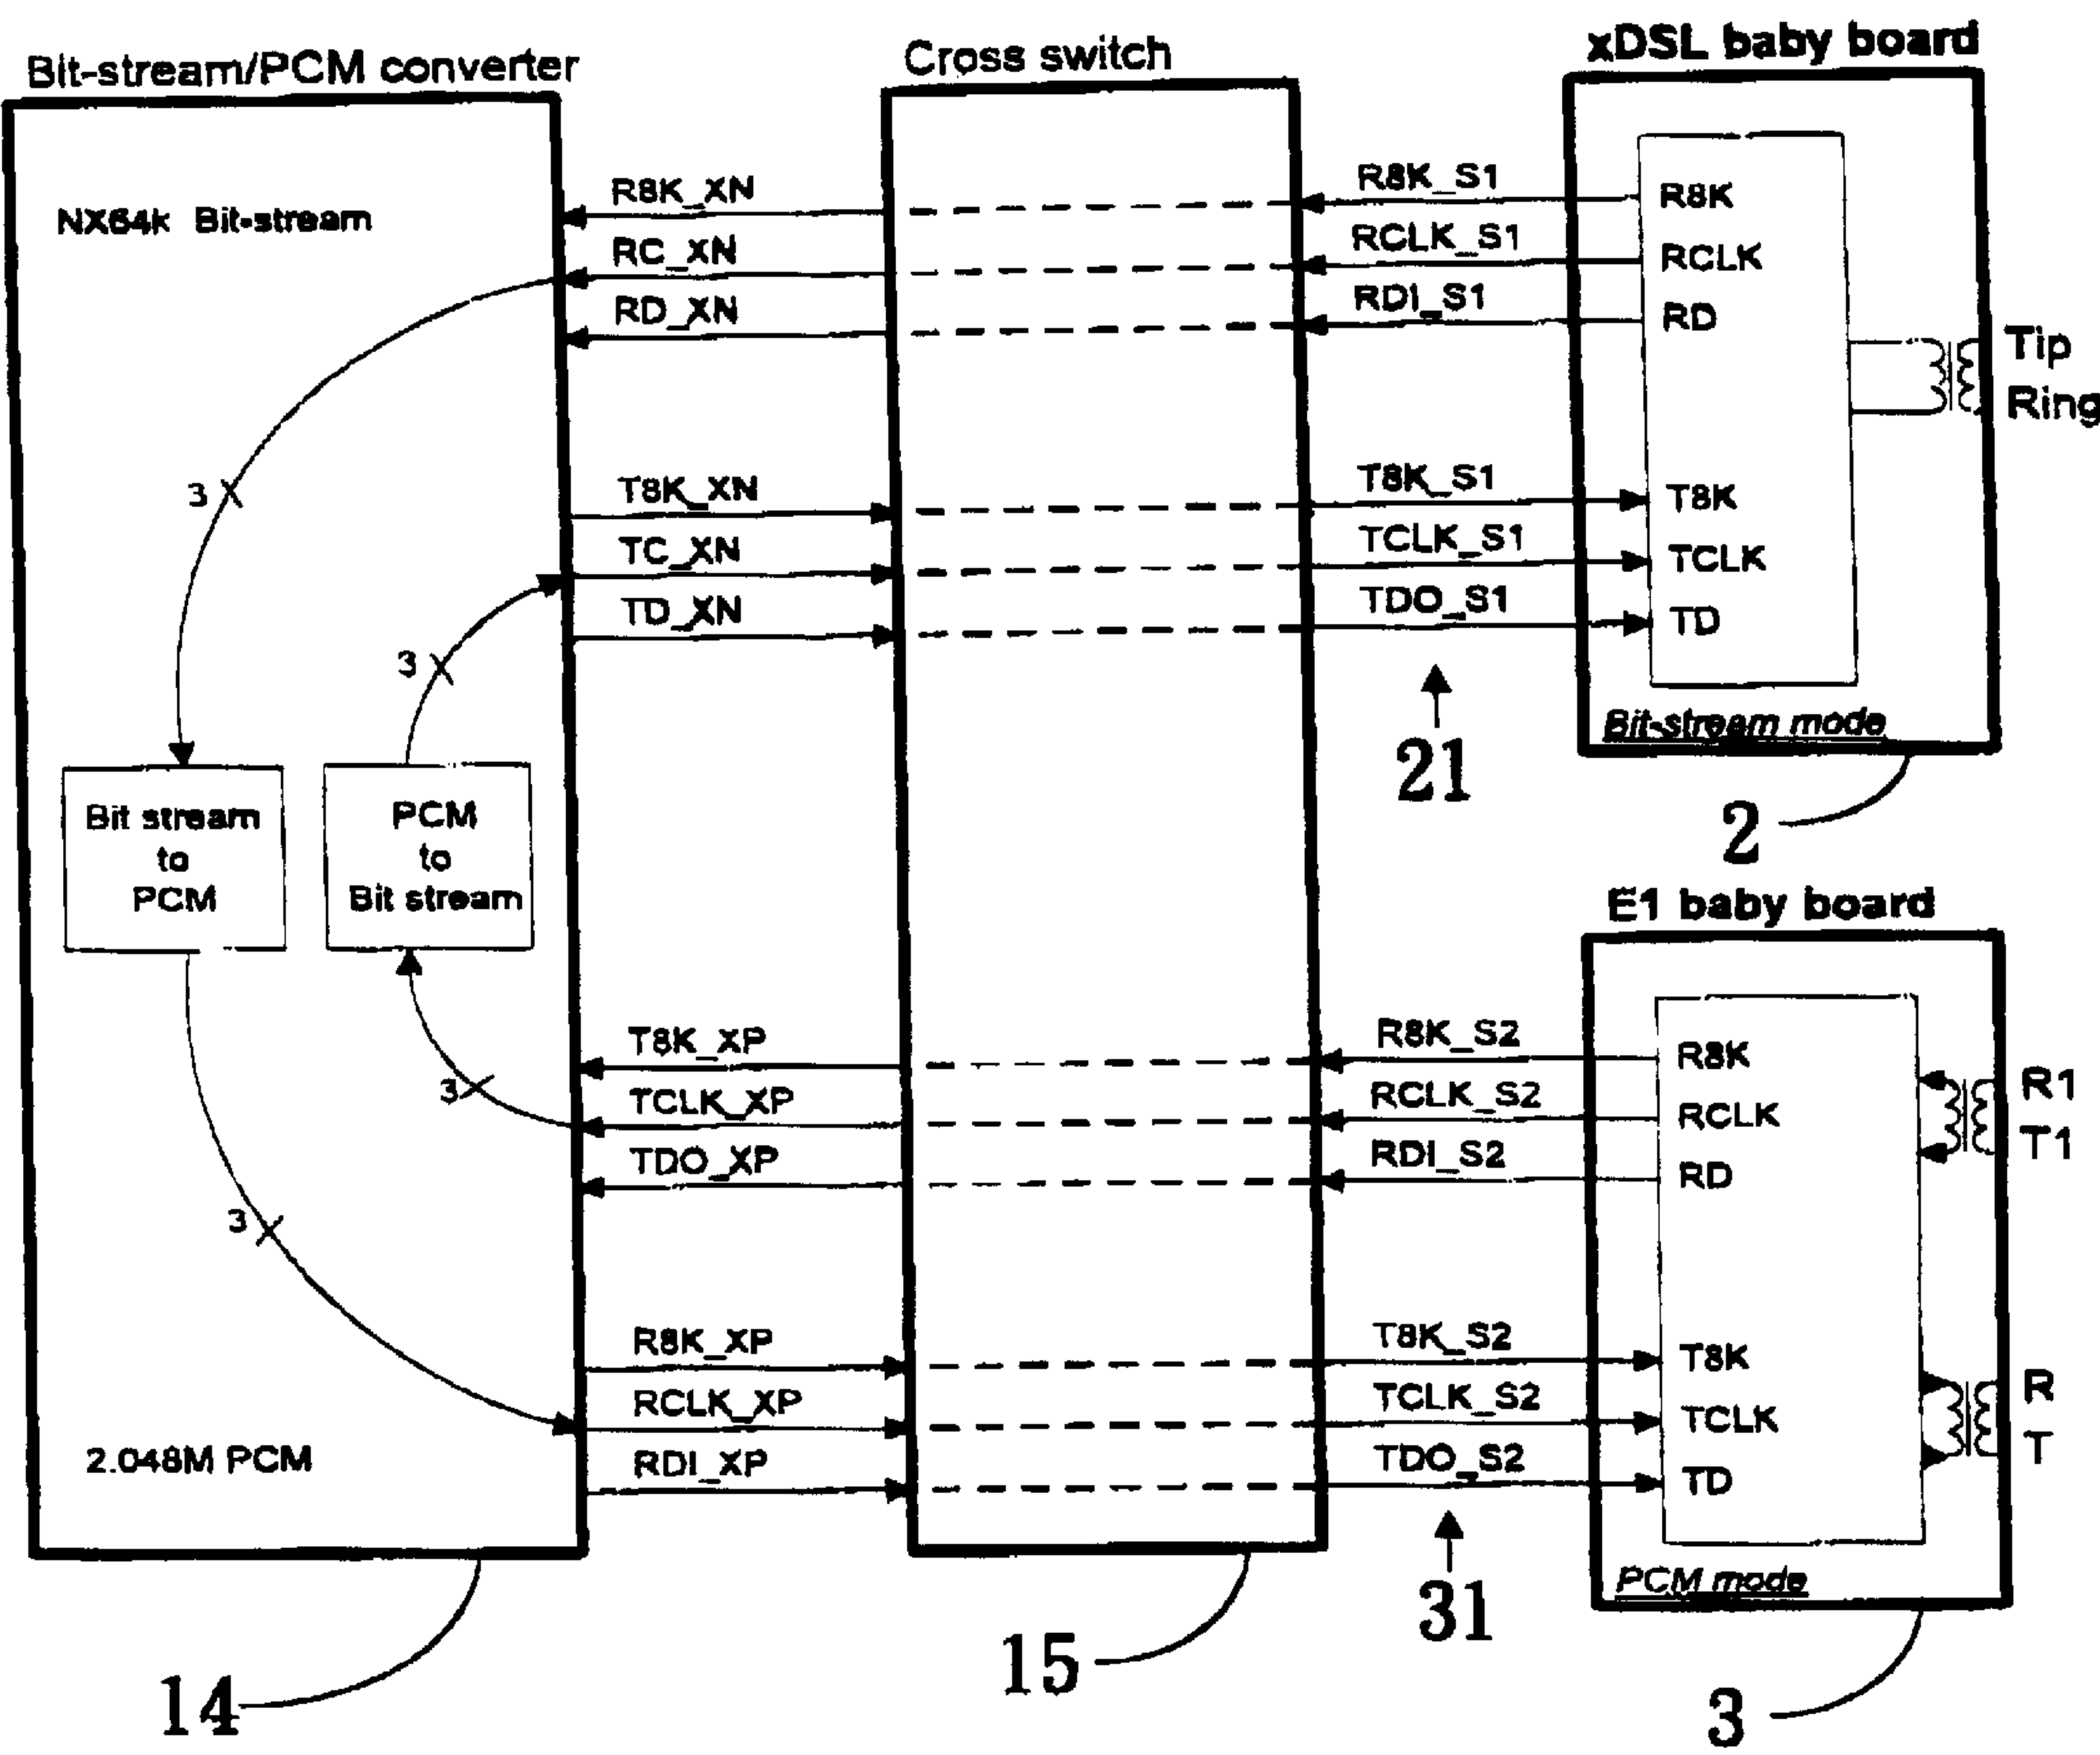 Bit-stream/PCM converter
NX64k Bit-stream
3
3
Bit stream
to
PCM
PCM
to
Bit stream
3
3
2.048M PCM
14
R8K_XN
RC_XN
RD_XN
T8K_XN
TC_XN
TD_XN
T8K_XP
TCLK_XP
TDO_XP
R8K_XP
RCLK_XP
RDI_XP
Cross switch
15
R8K_S1
RCLK_S1
RDI_S1
T8K_S1
TCLK_S1
TDO_S1
21
R8K_S2
RCLK_S2
RDI_S2
T8K_S2
TCLK_S2
TDO_S2
31
xDSL baby board
R8K
RCLK
RD
Tip
Ring
T8K
TCLK
TD
Bit-stream mode
2
E1 baby board
R8K
RCLK
RD
R1
T1
T8K
TCLK
TD
R
T
PCM mode
3